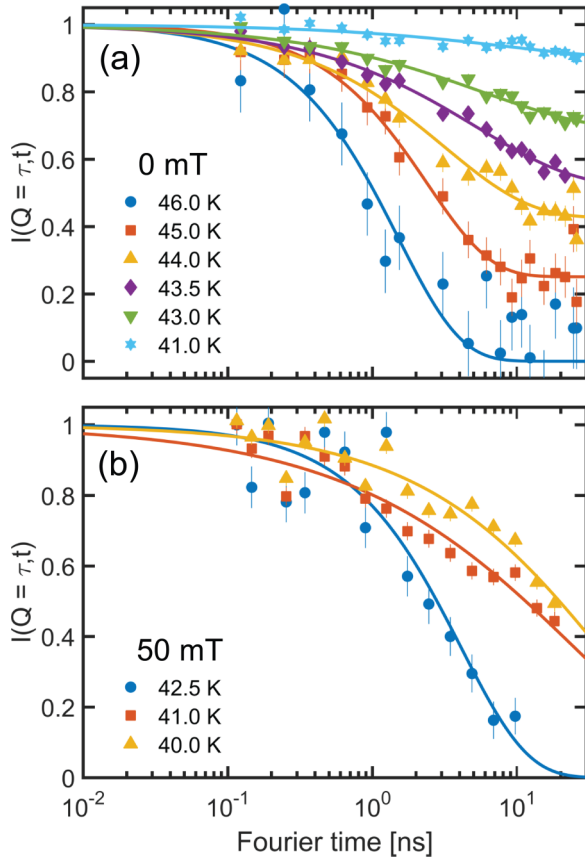 1
0.8
0.6
0.4
0.2
0
I(Q = τ,t)
(a)
0 mT
46.0 K
45.0 K
44.0 K
43.5 K
43.0 K
41.0 K
1
0.8
0.6
0.4
0.2
0
I(Q = τ,t)
(b)
50 mT
42.5 K
41.0 K
40.0 K
10⁻² 10⁻¹ 10⁰ 10¹
Fourier time [ns]